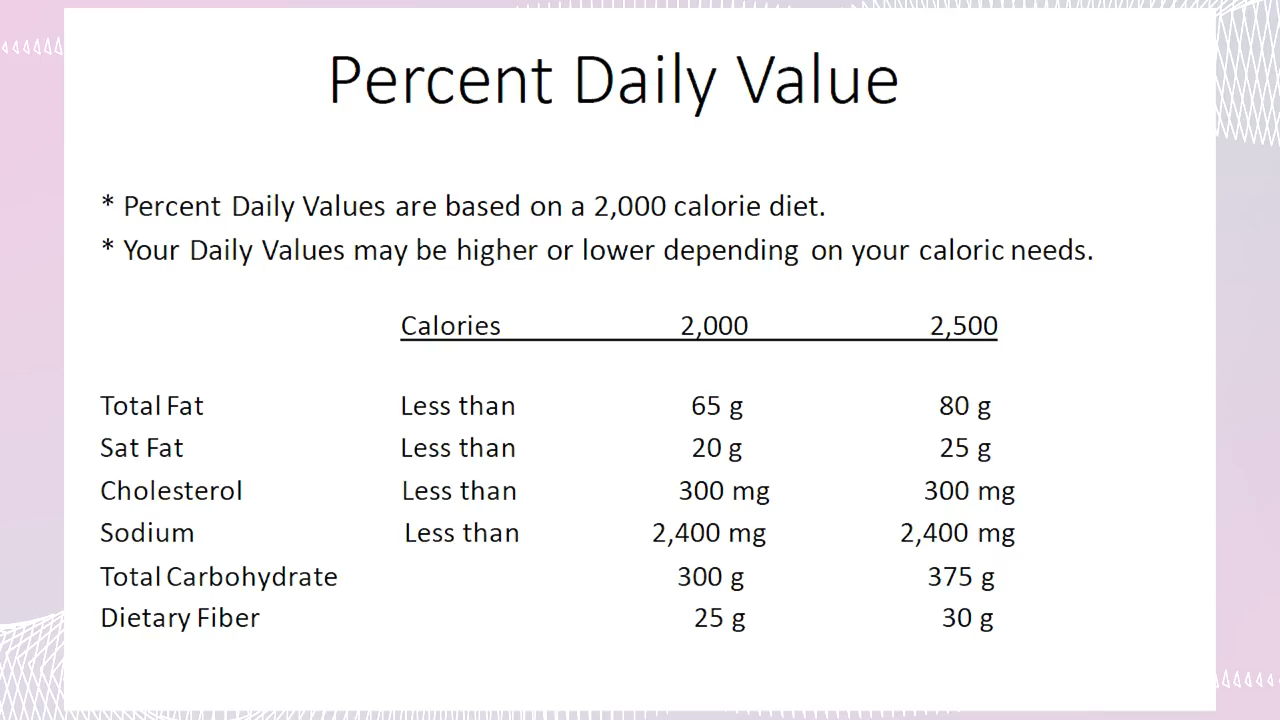 Percent Daily Value
* Percent Daily Values are based on a 2,000 calorie diet.
* Your Daily Values may be higher or lower depending on your caloric needs.
Calories 2,000 2,500
Total Fat Less than 65 g 80 g
Sat Fat Less than 20 g 25 g
Cholesterol Less than 300 mg 300 mg
Sodium Less than 2,400 mg 2,400 mg
Total Carbohydrate 300 g 375 g
Dietary Fiber 25 g 30 g